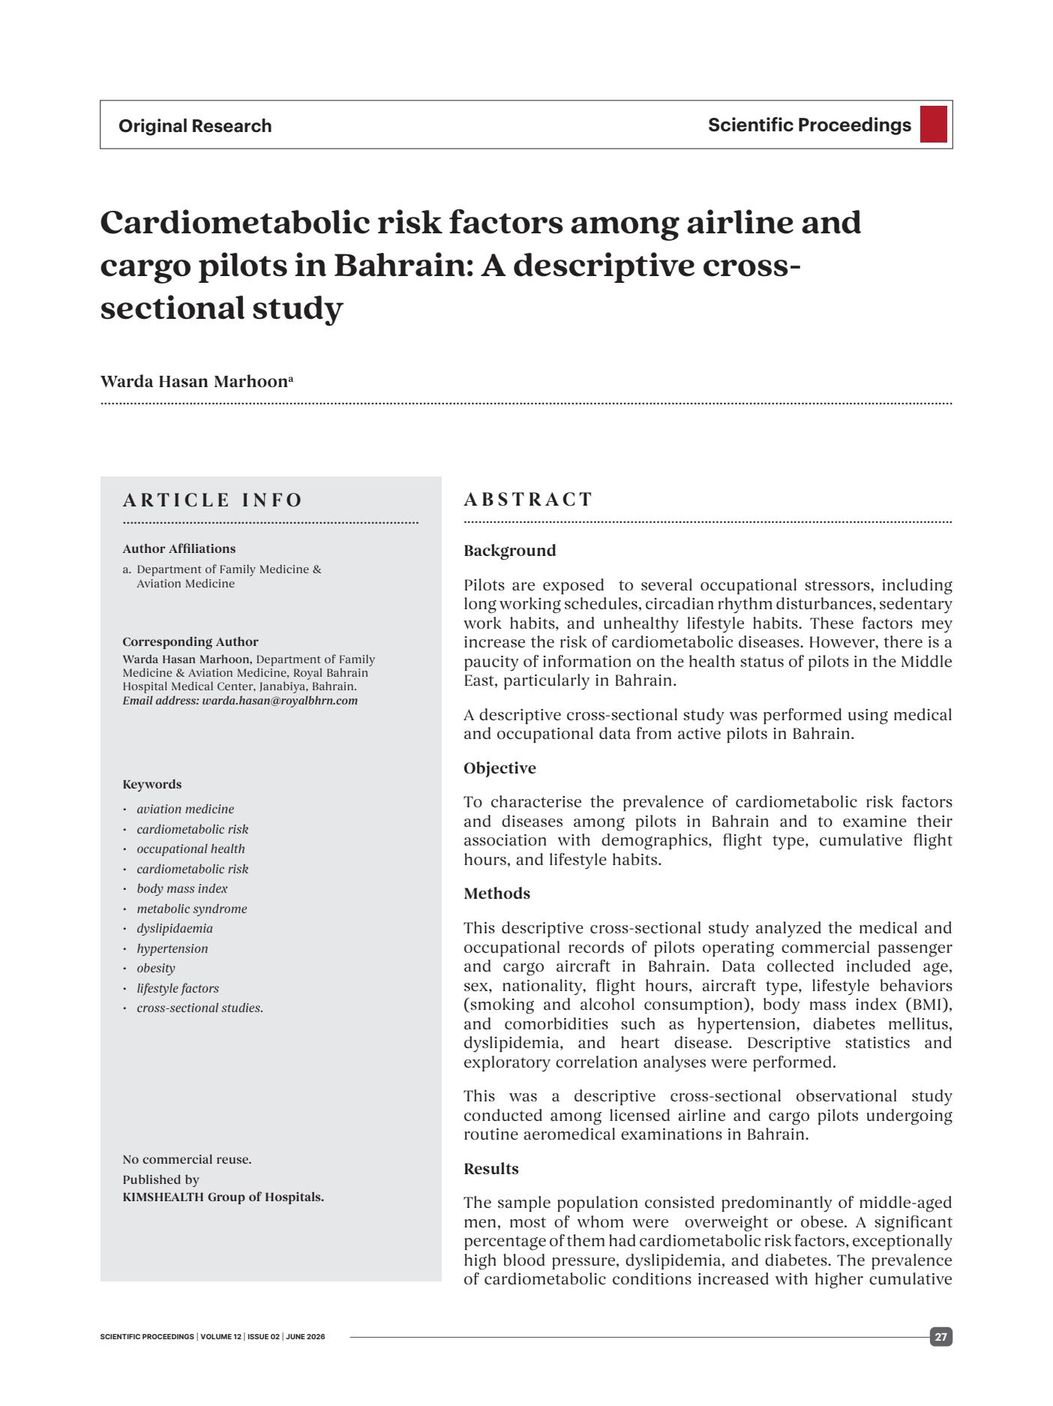 Original Research
Scientific Proceedings
Cardiometabolic risk factors among airline and
cargo pilots in Bahrain: A descriptive cross-
sectional study
Warda Hasan Marhoonᵃ
ARTICLE INFO
Author Affiliations
a. Department of Family Medicine &
Aviation Medicine
Corresponding Author
Warda Hasan Marhoon, Department of Family
Medicine & Aviation Medicine, Royal Bahrain
Hospital Medical Center, Janabiya, Bahrain.
Email address: warda.hasan@royalbhrn.com
Keywords
• aviation medicine
• cardiometabolic risk
• occupational health
• cardiometabolic risk
• body mass index
• metabolic syndrome
• dyslipidaemia
• hypertension
• obesity
• lifestyle factors
• cross-sectional studies.
No commercial reuse.
Published by
KIMSHEALTH Group of Hospitals.
ABSTRACT
Background
Pilots are exposed to several occupational stressors, including
long working schedules, circadian rhythm disturbances, sedentary
work habits, and unhealthy lifestyle habits. These factors mey
increase the risk of cardiometabolic diseases. However, there is a
paucity of information on the health status of pilots in the Middle
East, particularly in Bahrain.
A descriptive cross-sectional study was performed using medical
and occupational data from active pilots in Bahrain.
Objective
To characterise the prevalence of cardiometabolic risk factors
and diseases among pilots in Bahrain and to examine their
association with demographics, flight type, cumulative flight
hours, and lifestyle habits.
Methods
This descriptive cross-sectional study analyzed the medical and
occupational records of pilots operating commercial passenger
and cargo aircraft in Bahrain. Data collected included age,
sex, nationality, flight hours, aircraft type, lifestyle behaviors
(smoking and alcohol consumption), body mass index (BMI),
and comorbidities such as hypertension, diabetes mellitus,
dyslipidemia, and heart disease. Descriptive statistics and
exploratory correlation analyses were performed.
This was a descriptive cross-sectional observational study
conducted among licensed airline and cargo pilots undergoing
routine aeromedical examinations in Bahrain.
Results
The sample population consisted predominantly of middle-aged
men, most of whom were overweight or obese. A significant
percentage of them had cardiometabolic risk factors, exceptionally
high blood pressure, dyslipidemia, and diabetes. The prevalence
of cardiometabolic conditions increased with higher cumulative
SCIENTIFIC PROCEEDINGS | VOLUME 12 | ISSUE 02 | JUNE 2026
27